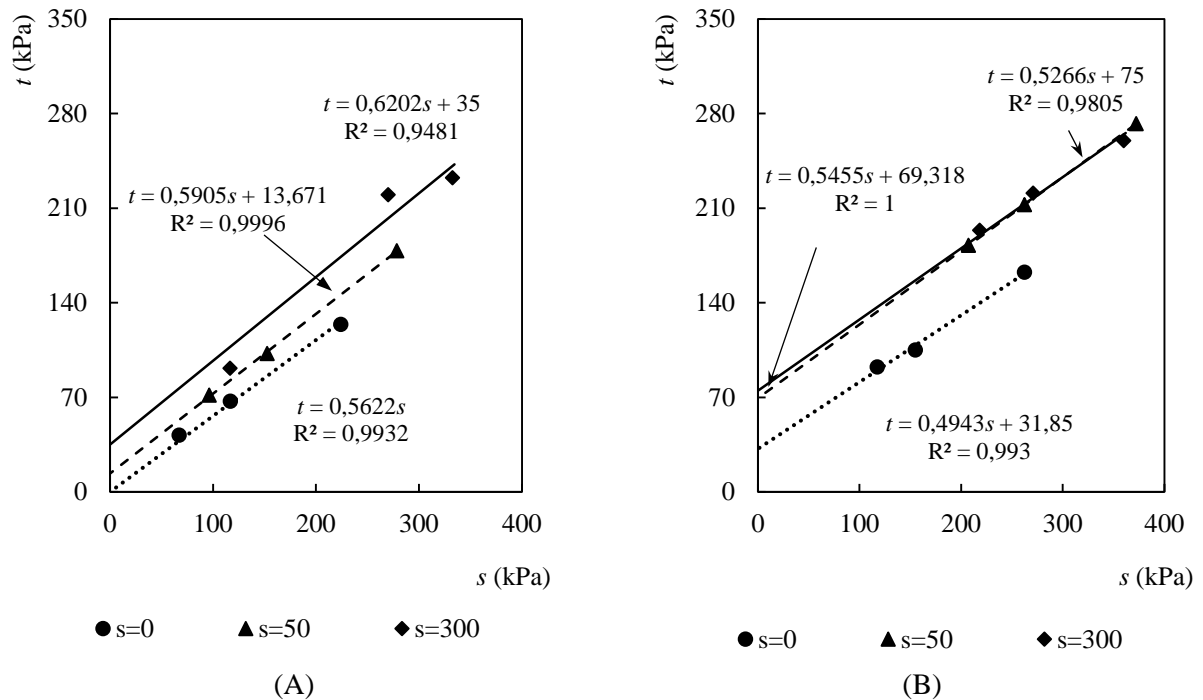 t (kPa)
350
280
210
140
70
0
t = 0,6202s + 35
R² = 0,9481
t = 0,5905s + 13,671
R² = 0,9996
t = 0,5622s
R² = 0,9932
0 100 200 300 400
s (kPa)
s=0 s=50 s=300
(A)
t (kPa)
350
280
210
140
70
0
t = 0,5266s + 75
R² = 0,9805
t = 0,5455s + 69,318
R² = 1
t = 0,4943s + 31,85
R² = 0,993
0 100 200 300 400
s (kPa)
s=0 s=50 s=300
(B)